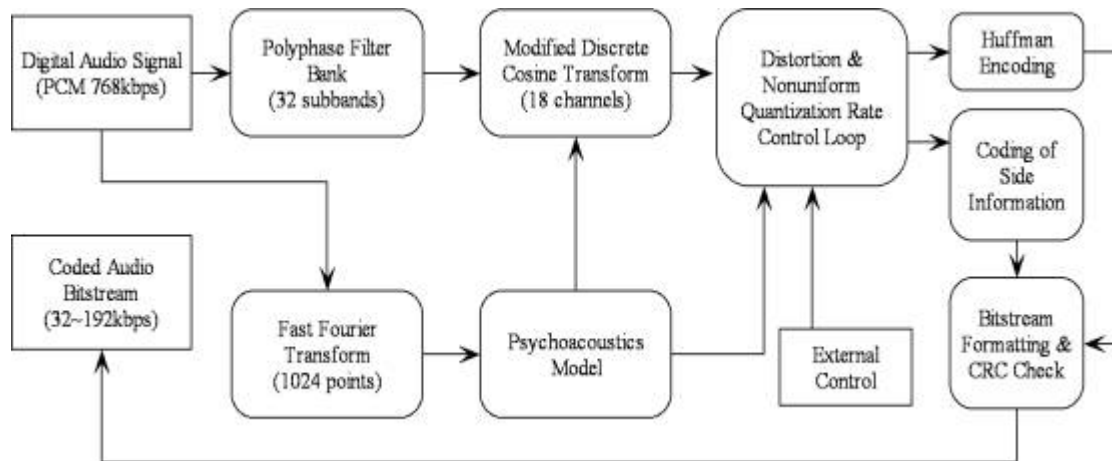 Digital Audio Signal
(PCM 768kbps)
Polyphase Filter
Bank
(32 subbands)
Modified Discrete
Cosine Transform
(18 channels)
Distortion &
Nonuniform
Quantization Rate
Control Loop
Huffman
Encoding
Coding of
Side
Information
Coded Audio
Bitstream
(32~192kbps)
Fast Fourier
Transform
(1024 points)
Psychoacoustics
Model
External
Control
Bitstream
Formatting &
CRC Check